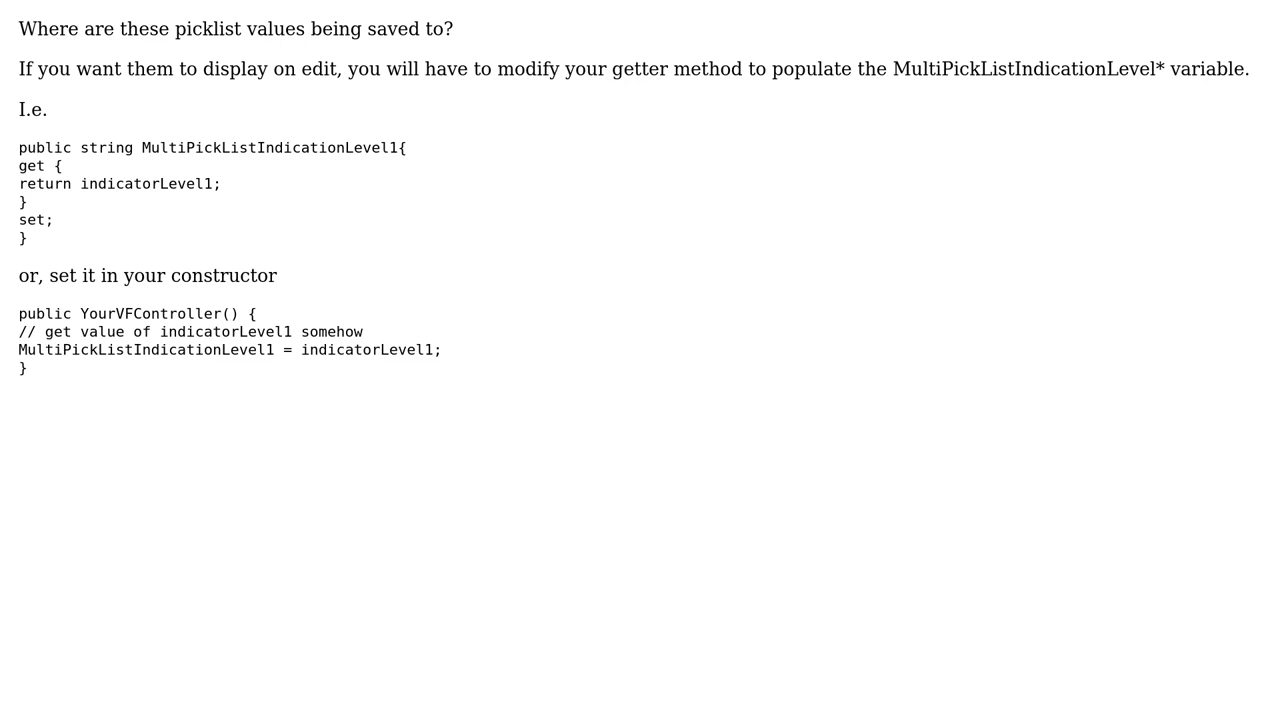 Where are these picklist values being saved to?
If you want them to display on edit, you will have to modify your getter method to populate the MultiPickListIndicationLevel* variable.
I.e.
public string MultiPickListIndicationLevel1{
get {
return indicatorLevel1;
}
set;
}
or, set it in your constructor
public YourVFController() {
// get value of indicatorLevel1 somehow
MultiPickListIndicationLevel1 = indicatorLevel1;
}